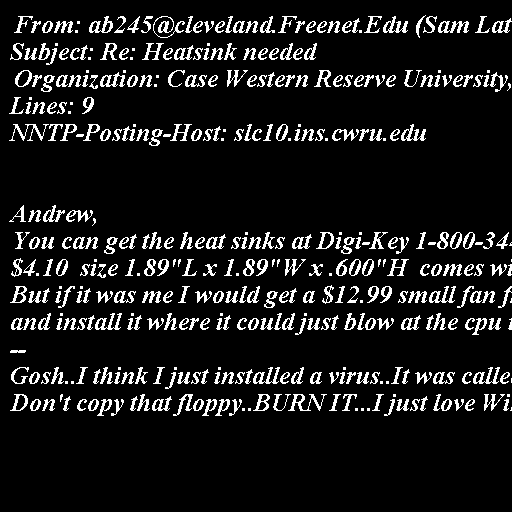 From: ab245@cleveland.Freenet.Edu (Sam Lat
Subject: Re: Heatsink needed
Organization: Case Western Reserve University,
Lines: 9
NNTP-Posting-Host: slc10.ins.cwru.edu
Andrew,
You can get the heat sinks at Digi-Key 1-800-344
$4.10 size 1.89"L x 1.89"W x .600"H comes wi
But if it was me I would get a $12.99 small fan f
and install it where it could just blow at the cpu
--
Gosh..I think I just installed a virus..It was calle
Don't copy that floppy..BURN IT...I just love Wi